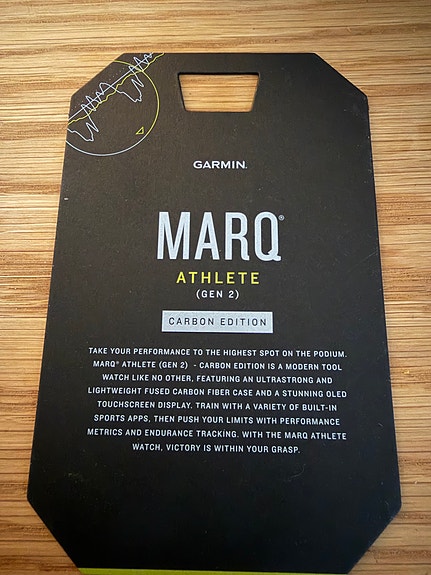 GARMIN.
MARQ®
ATHLETE
(GEN 2)
CARBON EDITION
TAKE YOUR PERFORMANCE TO THE HIGHEST SPOT ON THE PODIUM.
MARQ® ATHLETE (GEN 2) - CARBON EDITION IS A MODERN TOOL
WATCH LIKE NO OTHER, FEATURING AN ULTRASTRONG AND
LIGHTWEIGHT FUSED CARBON FIBER CASE AND A STUNNING OLED
TOUCHSCREEN DISPLAY. TRAIN WITH A VARIETY OF BUILT-IN
SPORTS APPS, THEN PUSH YOUR LIMITS WITH PERFORMANCE
METRICS AND ENDURANCE TRACKING. WITH THE MARQ ATHLETE
WATCH, VICTORY IS WITHIN YOUR GRASP.